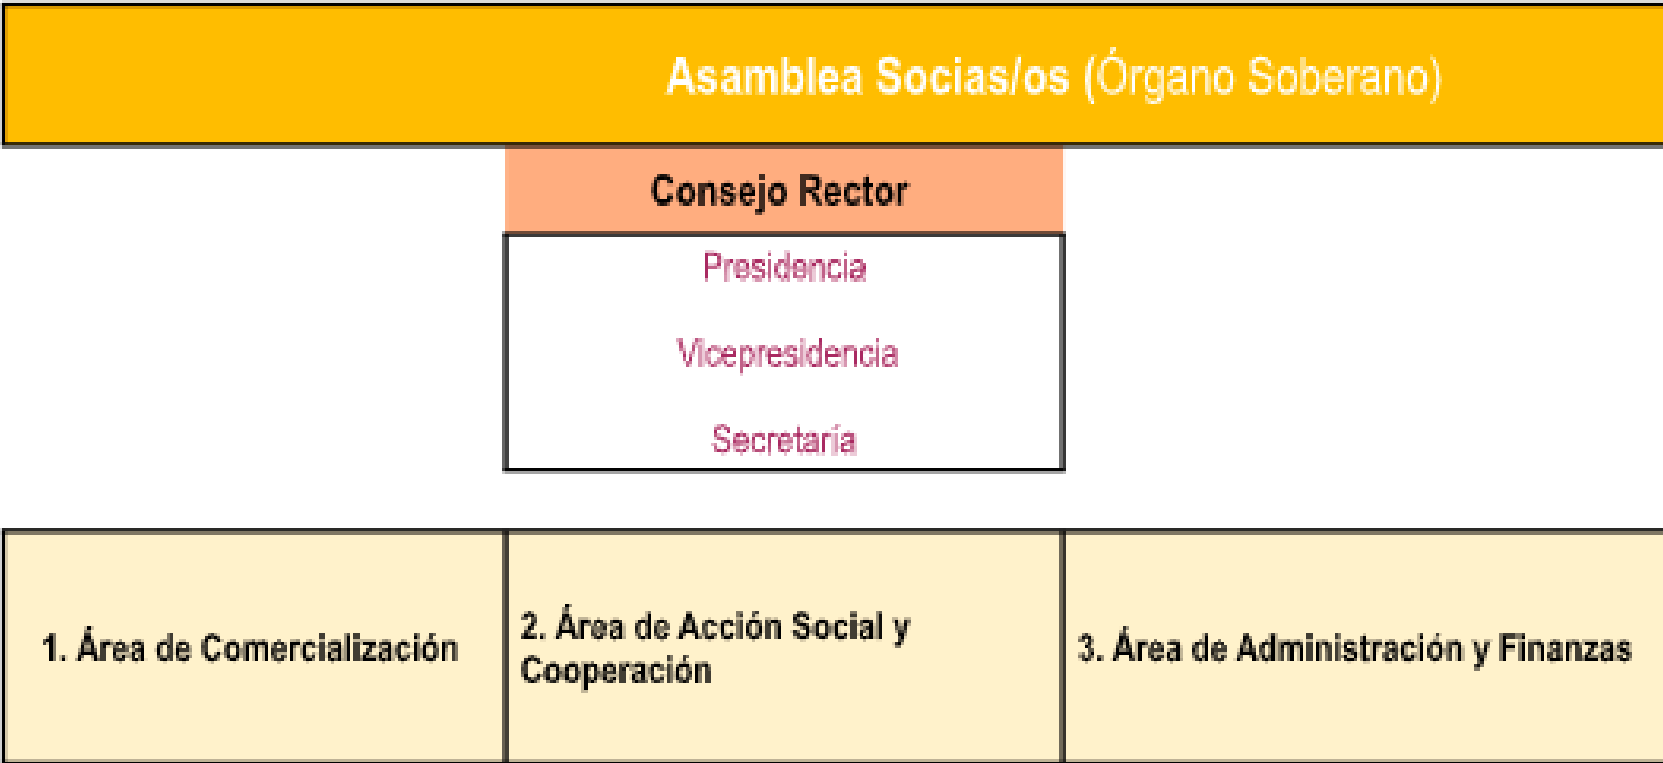 Asamblea Socias/os (Órgano Soberano)
Consejo Rector
Presidencia
Vicepresidencia
Secretaría
1. Área de Comercialización
2. Área de Acción Social y
Cooperación
3. Área de Administración y Finanzas